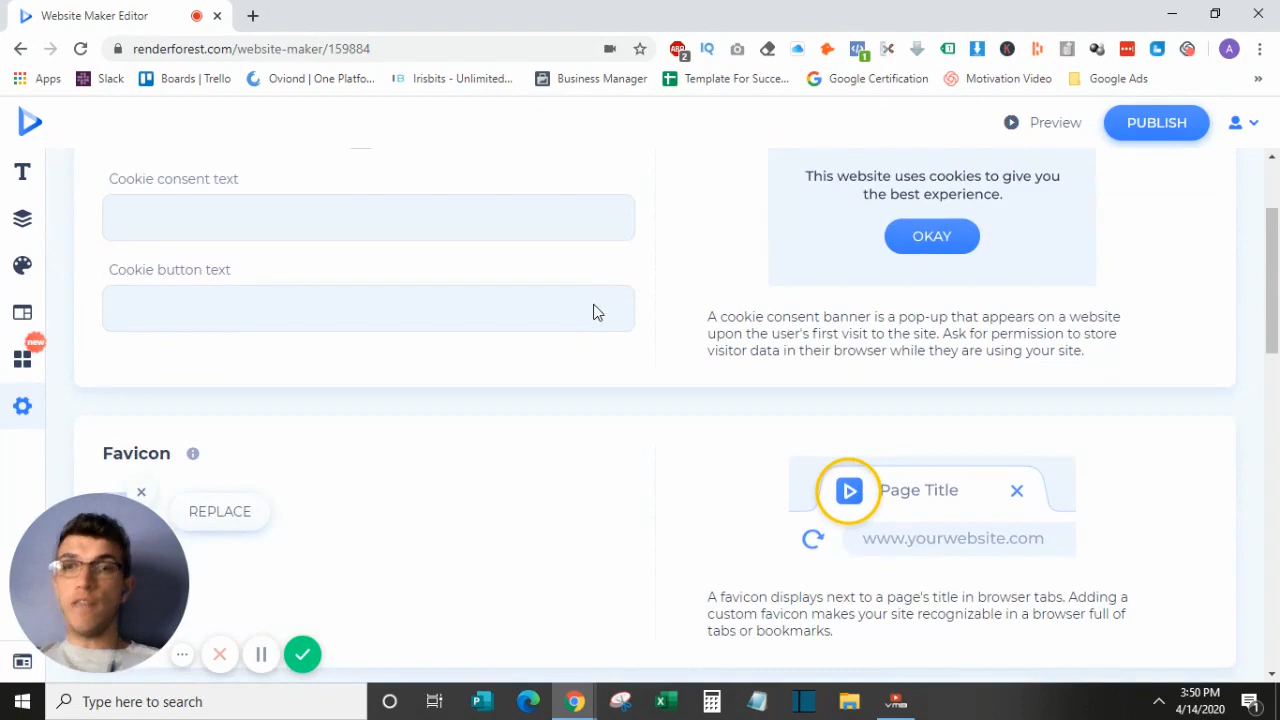 Website Maker Editor
renderforest.com/website-maker/159884
ABP
2
IQ
1
A
Apps
Slack
Boards | Trello
Oviond | One Platfo...
Irisbits - Unlimited...
Business Manager
Template For Succe...
Google Certification
Motivation Video
Google Ads
»
Preview
PUBLISH
T
new
Cookie consent text
Cookie button text
This website uses cookies to give you
the best experience.
OKAY
A cookie consent banner is a pop-up that appears on a website
upon the user's first visit to the site. Ask for permission to store
visitor data in their browser while they are using your site.
Favicon
REPLACE
Page Title
www.yourwebsite.com
A favicon displays next to a page's title in browser tabs. Adding a
custom favicon makes your site recognizable in a browser full of
tabs or bookmarks.
Type here to search
3:50 PM
4/14/2020